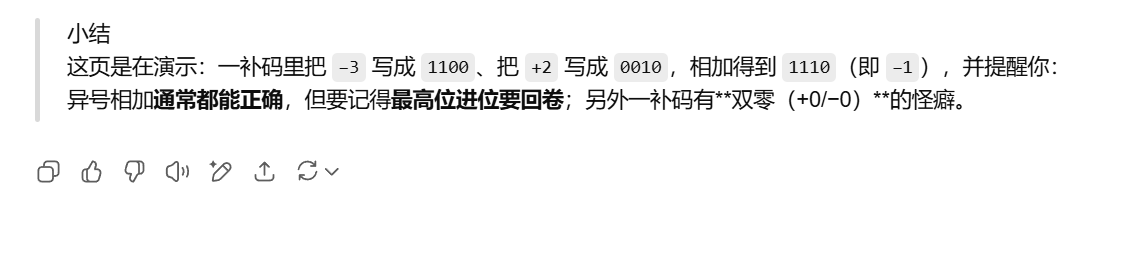 小结
这页是在演示：一补码里把 −3 写成 1100、把 +2 写成 0010，相加得到 1110（即 −1），并提醒你：
异号相加通常都能正确，但要记得最高位进位要回卷；另外一补码有**双零（+0/−0）**的怪癖。